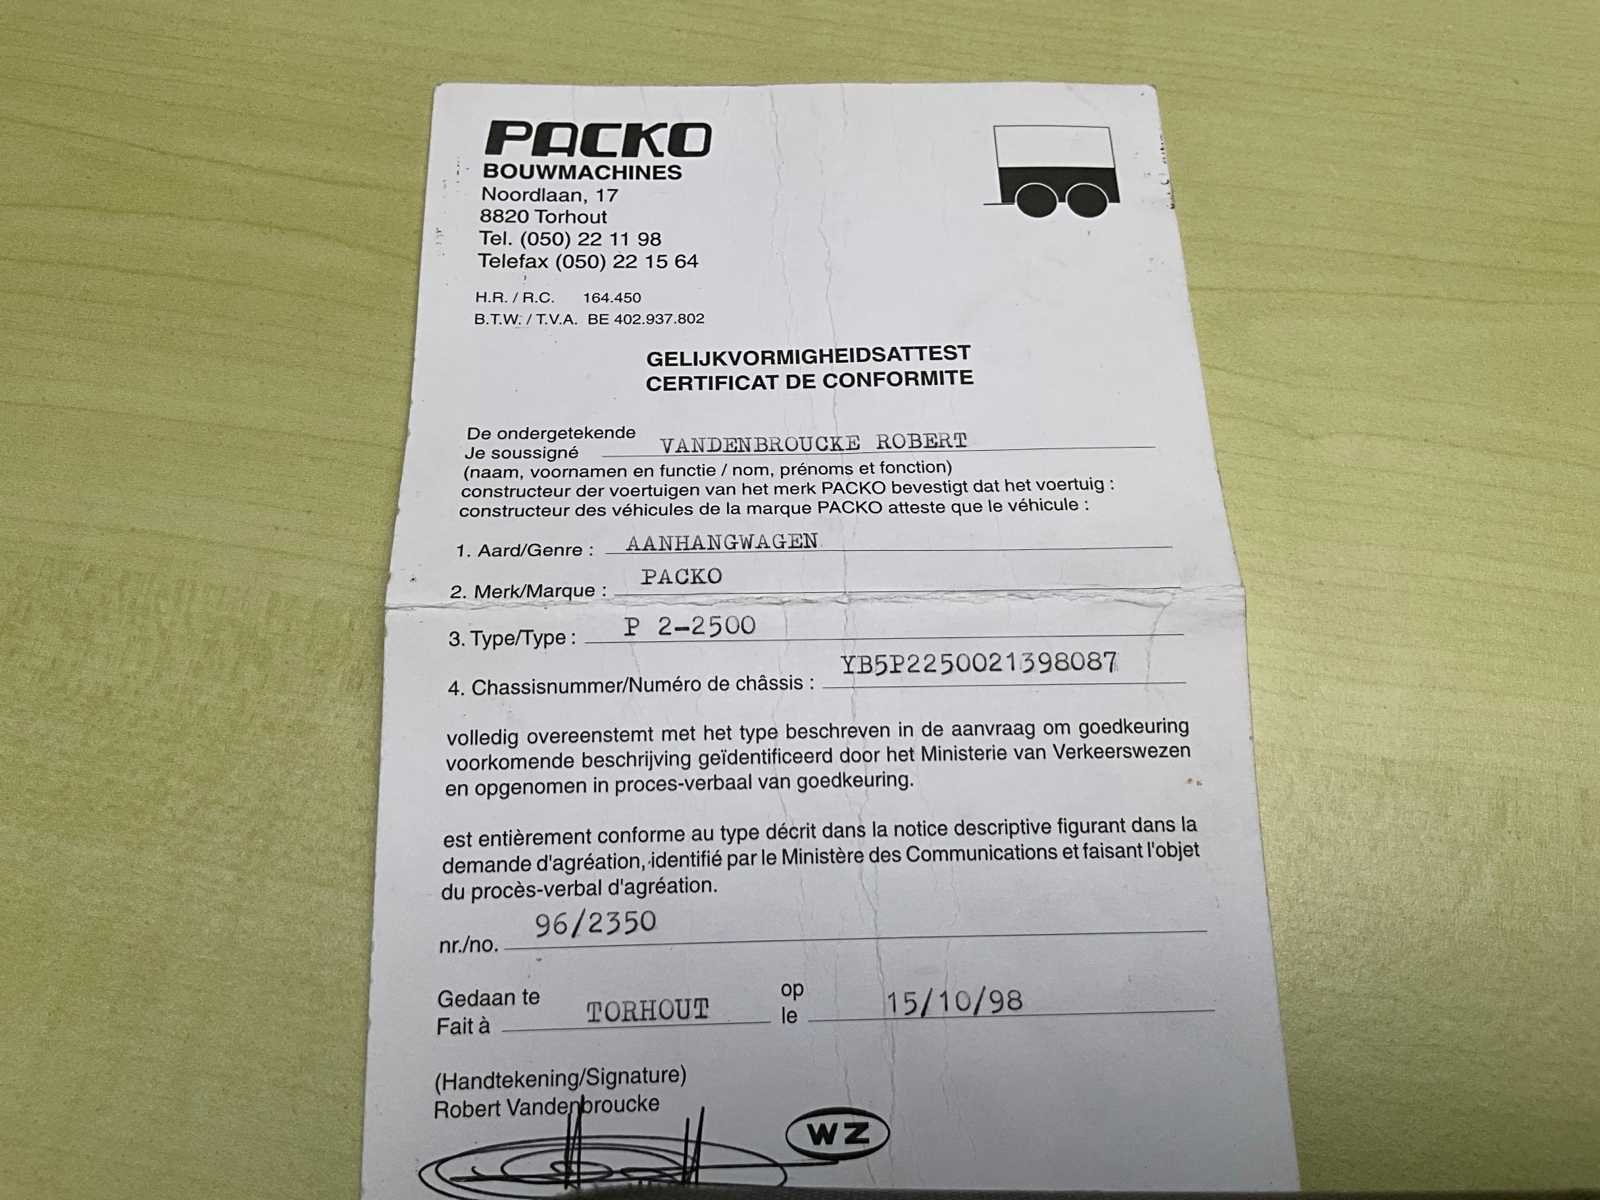 PACKO
BOUWMACHINES
Noordlaan, 17
8820 Torhout
Tel. (050) 22 11 98
Telefax (050) 22 15 64
H.R. / R.C. 164.450
B.T.W. / T.V.A. BE 402.937.802
GELIJKVORMIGHEIDSATTEST
CERTIFICAT DE CONFORMITE
De ondergetekende
Je soussigné VANDENBROUCKE ROBERT
(naam, voornamen en functie / nom, prénoms et fonction)
constructeur der voertuigen van het merk PACKO bevestigt dat het voertuig :
constructeur des véhicules de la marque PACKO atteste que le véhicule :
1. Aard/Genre : AANHANGWAGEN
2. Merk/Marque : PACKO
3. Type/Type : P 2-2500
4. Chassisnummer/Numéro de châssis : YB5P2250021398087
volledig overeenstemt met het type beschreven in de aanvraag om goedkeuring
voorkomende beschrijving geïdentificeerd door het Ministerie van Verkeerswezen
en opgenomen in proces-verbaal van goedkeuring.
est entièrement conforme au type décrit dans la notice descriptive figurant dans la
demande d'agréation, identifié par le Ministère des Communications et faisant l'objet
du procès-verbal d'agréation.
nr./no. 96/2350
Gedaan te op
Fait à TORHOUT le 15/10/98
(Handtekening/Signature)
Robert Vandenbroucke
WZ